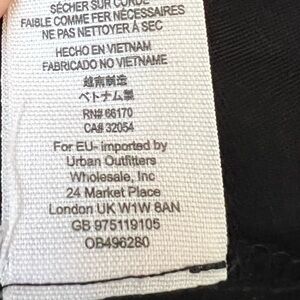 SÉCHER SUR CORDE
FAIBLE COMME FER NÉCESSAIRES
NE PAS NETTOYER À SEC
HECHO EN VIETNAM
FABRICADO NO VIETNAME
越南制造
ベトナム製
RN# 66170
CA# 32054
For EU- imported by
Urban Outfitters
Wholesale, Inc
24 Market Place
London UK W1W 8AN
GB 975119105
OB496280